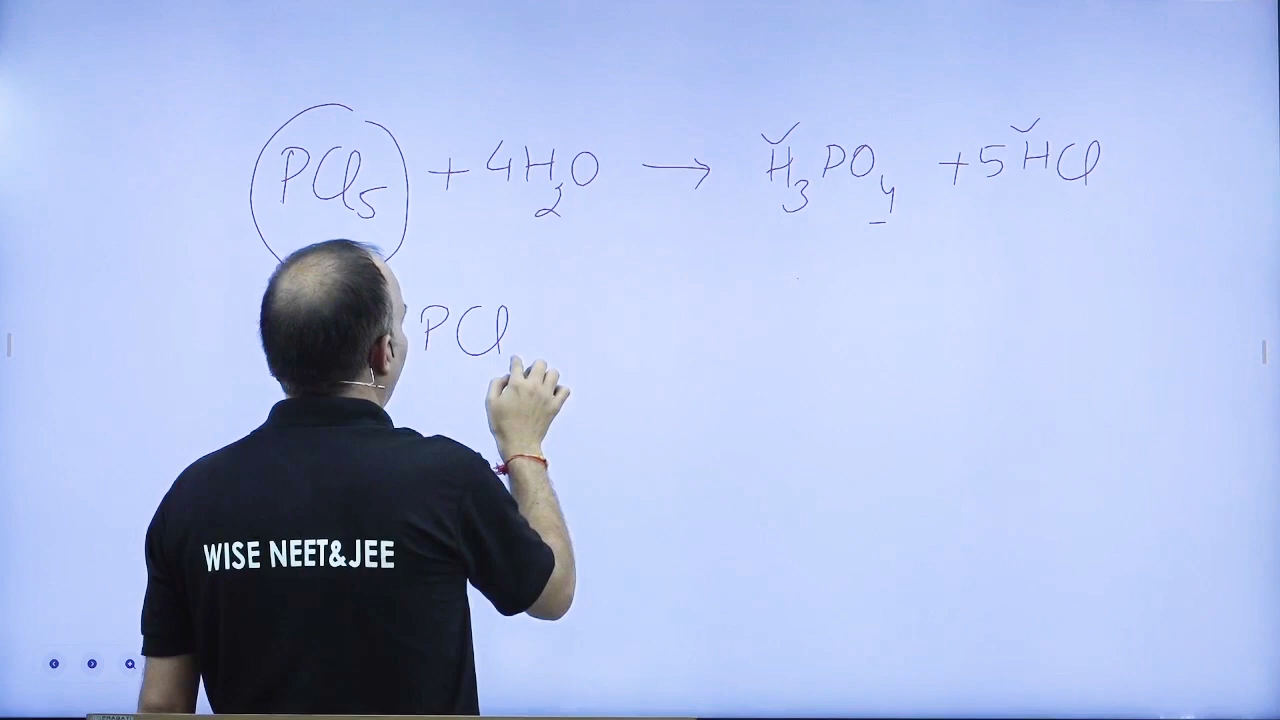 PCl₅ + 4H₂O → H₃PO₄ + 5HCl
PCl
WISE NEET&JEE